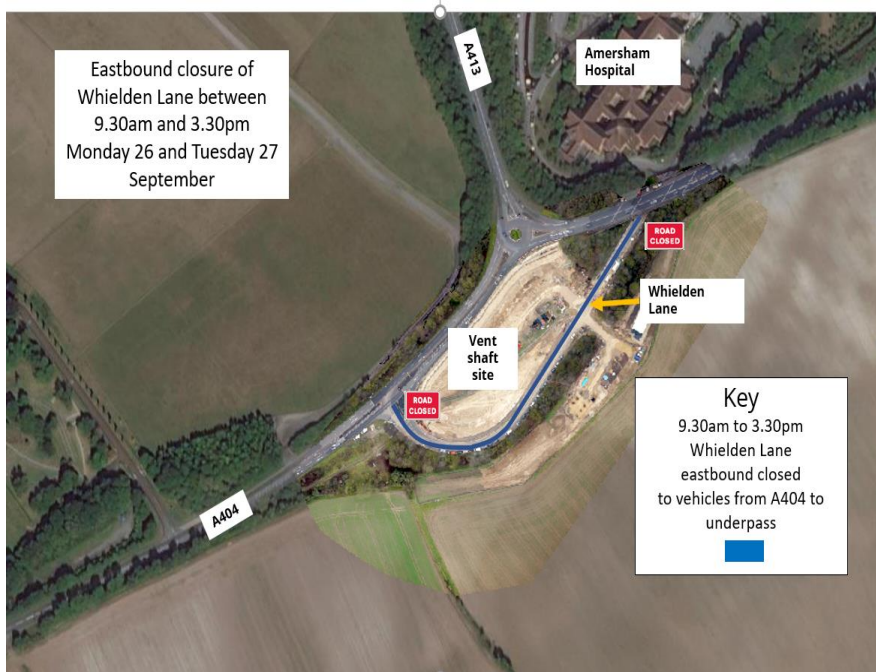 Eastbound closure of
Whielden Lane between
9.30am and 3.30pm
Monday 26 and Tuesday 27
September
A413
Amersham
Hospital
ROAD
CLOSED
Whielden
Lane
Vent
shaft
site
ROAD
CLOSED
A404
Key
9.30am to 3.30pm
Whielden Lane
eastbound closed
to vehicles from A404 to
underpass